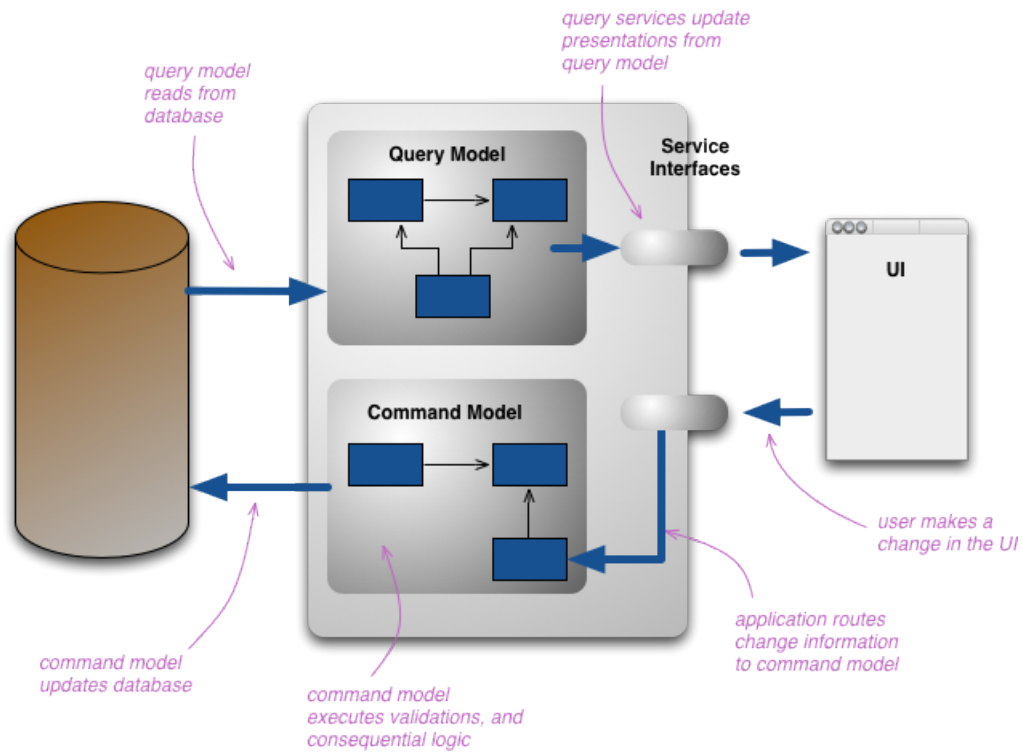 query services update
presentations from
query model
query model
reads from
database
Query Model
Service
Interfaces
UI
Command Model
user makes a
change in the UI
application routes
change information
to command model
command model
updates database
command model
executes validations, and
consequential logic